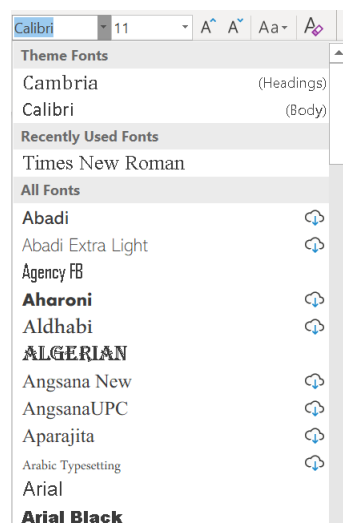 Calibri 11 A A Aa A
Theme Fonts
Cambria (Headings)
Calibri (Body)
Recently Used Fonts
Times New Roman
All Fonts
Abadi
Abadi Extra Light
Agency FB
Aharoni
Aldhabi
ALGERIAN
Angsana New
AngsanaUPC
Aparajita
Arabic Typesetting
Arial
Arial Black